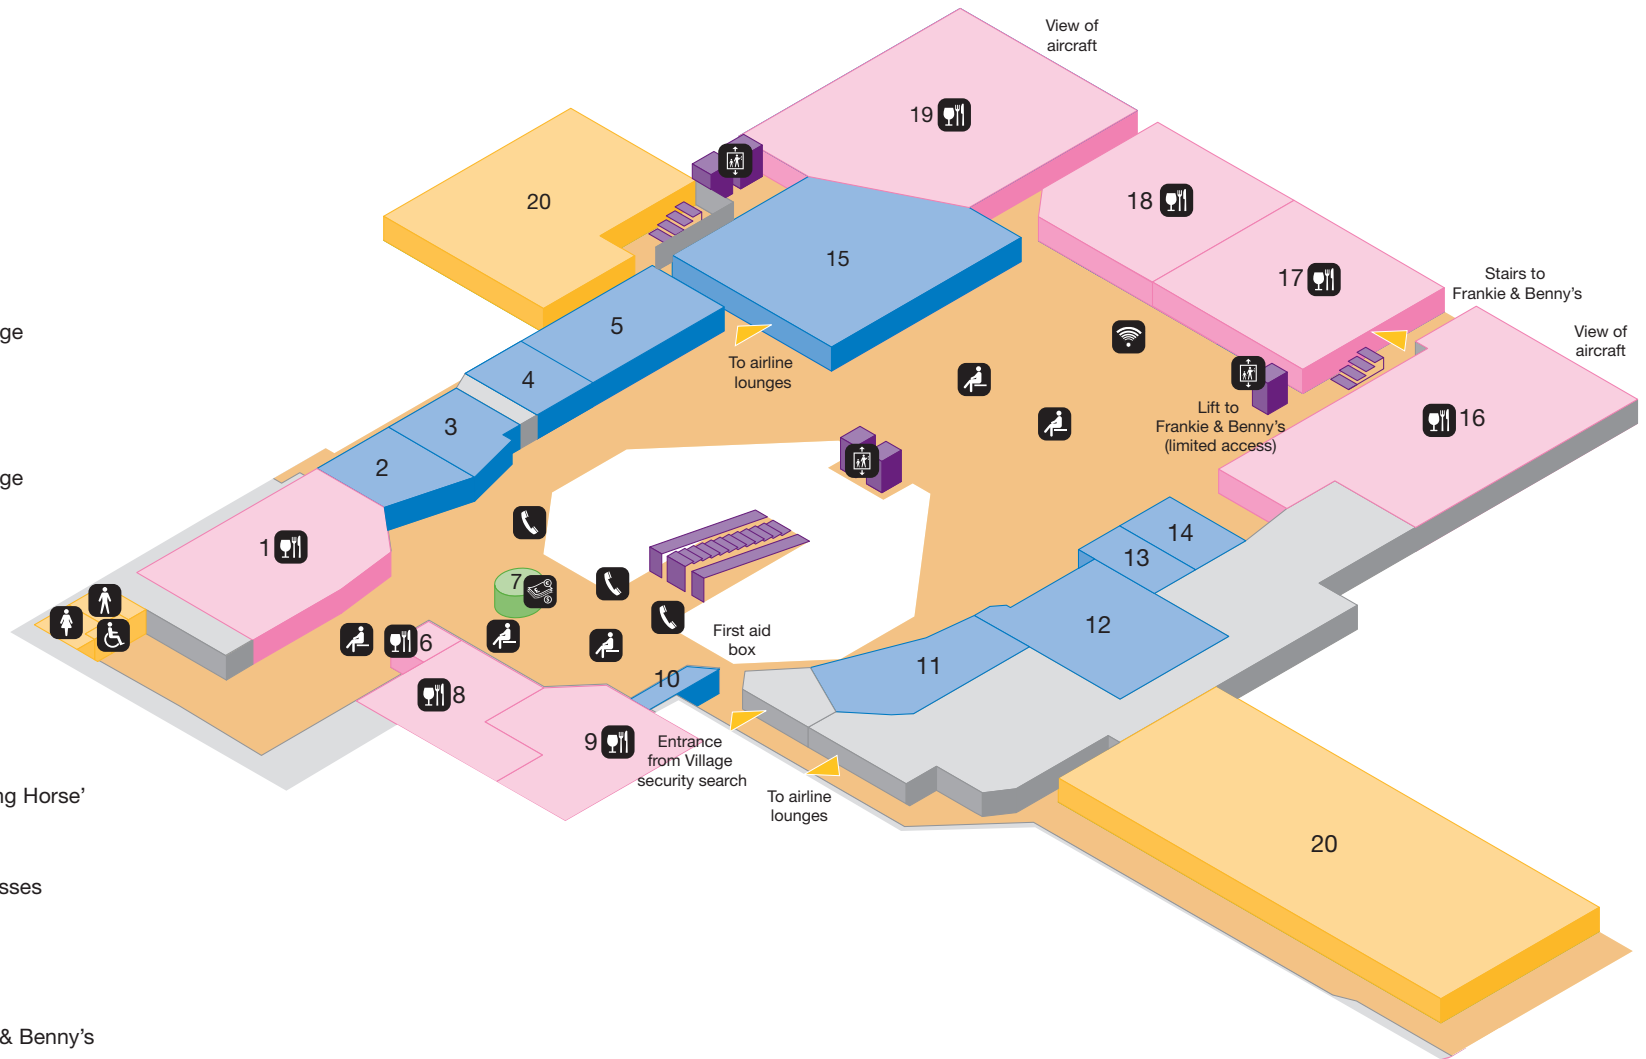 View of
aircraft
19
18
20
15
17
Stairs to
Frankie & Benny’s
View of
aircraft
ge
5
To airline
lounges
4
Lift to
Frankie & Benny’s
(limited access)
16
3
2
ge
1
14
13
7
12
6
First aid
box
11
10
8
9
Entrance
from Village
security search
To airline
lounges
ng Horse’
20
sses
& Benny’s